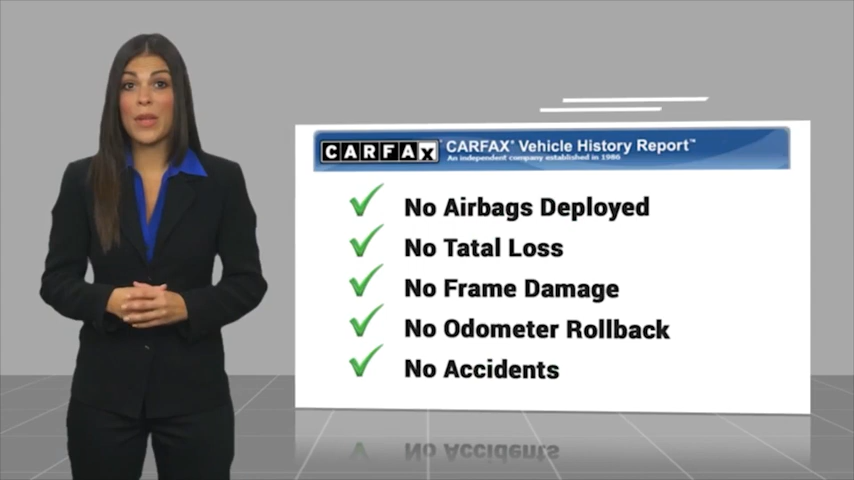 CARFAX CARFAX® Vehicle History Report™
An independent company established in 1986
No Airbags Deployed
No Tatal Loss
No Frame Damage
No Odometer Rollback
No Accidents
No Accidents